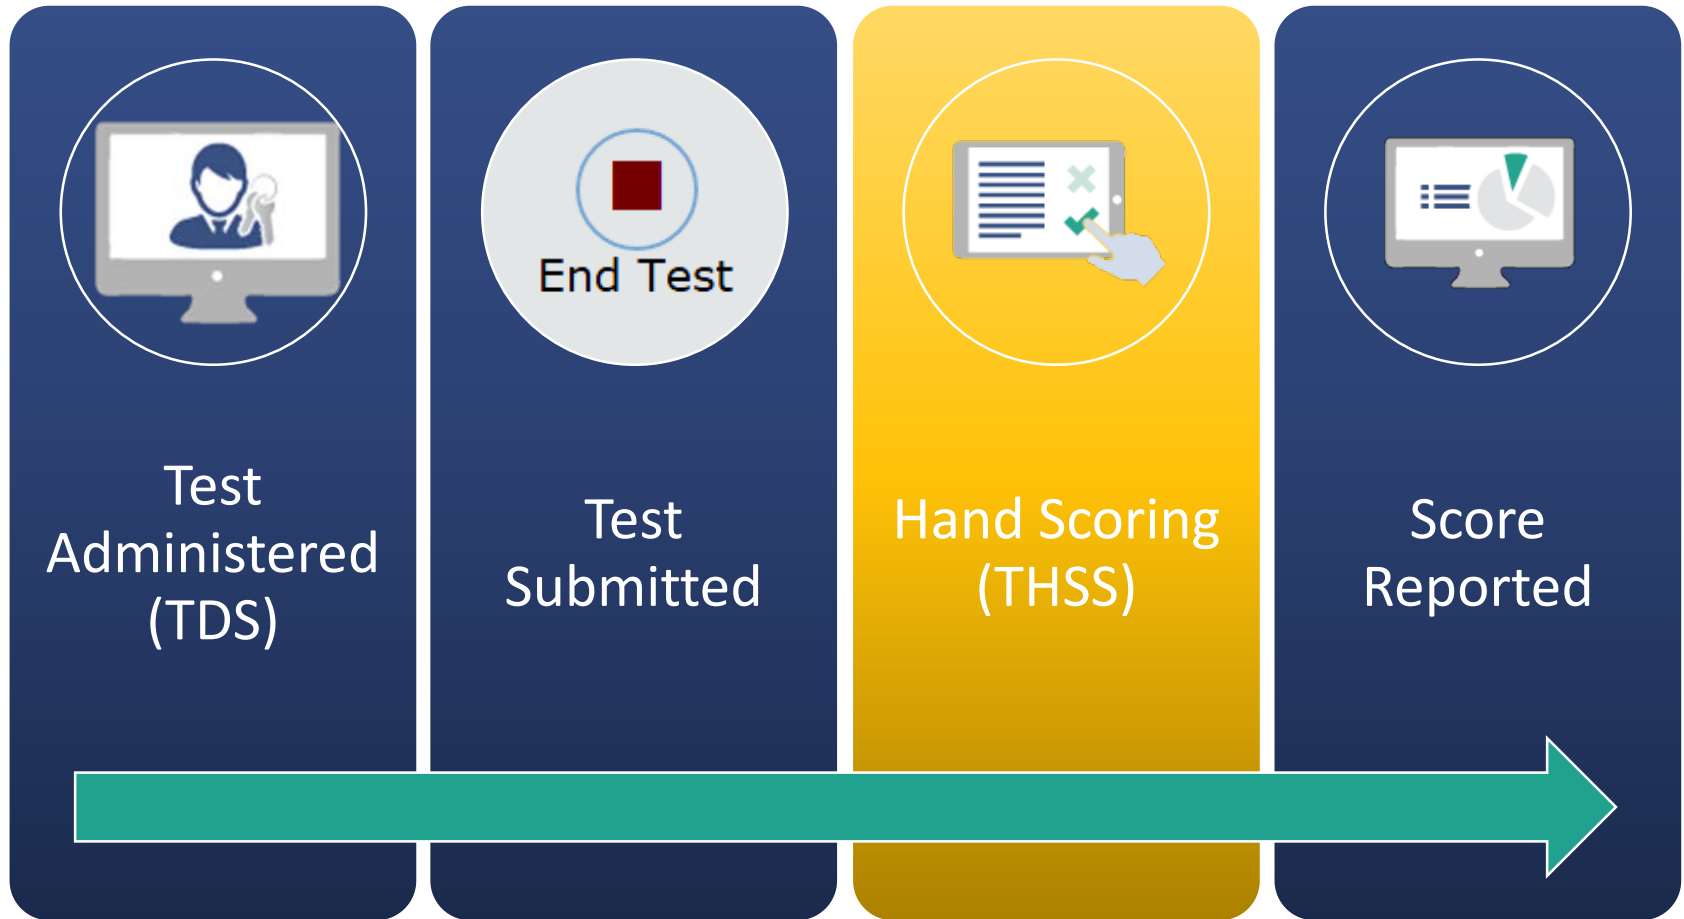 Test
Administered
(TDS)
End Test
Test
Submitted
Hand Scoring
(THSS)
Score
Reported